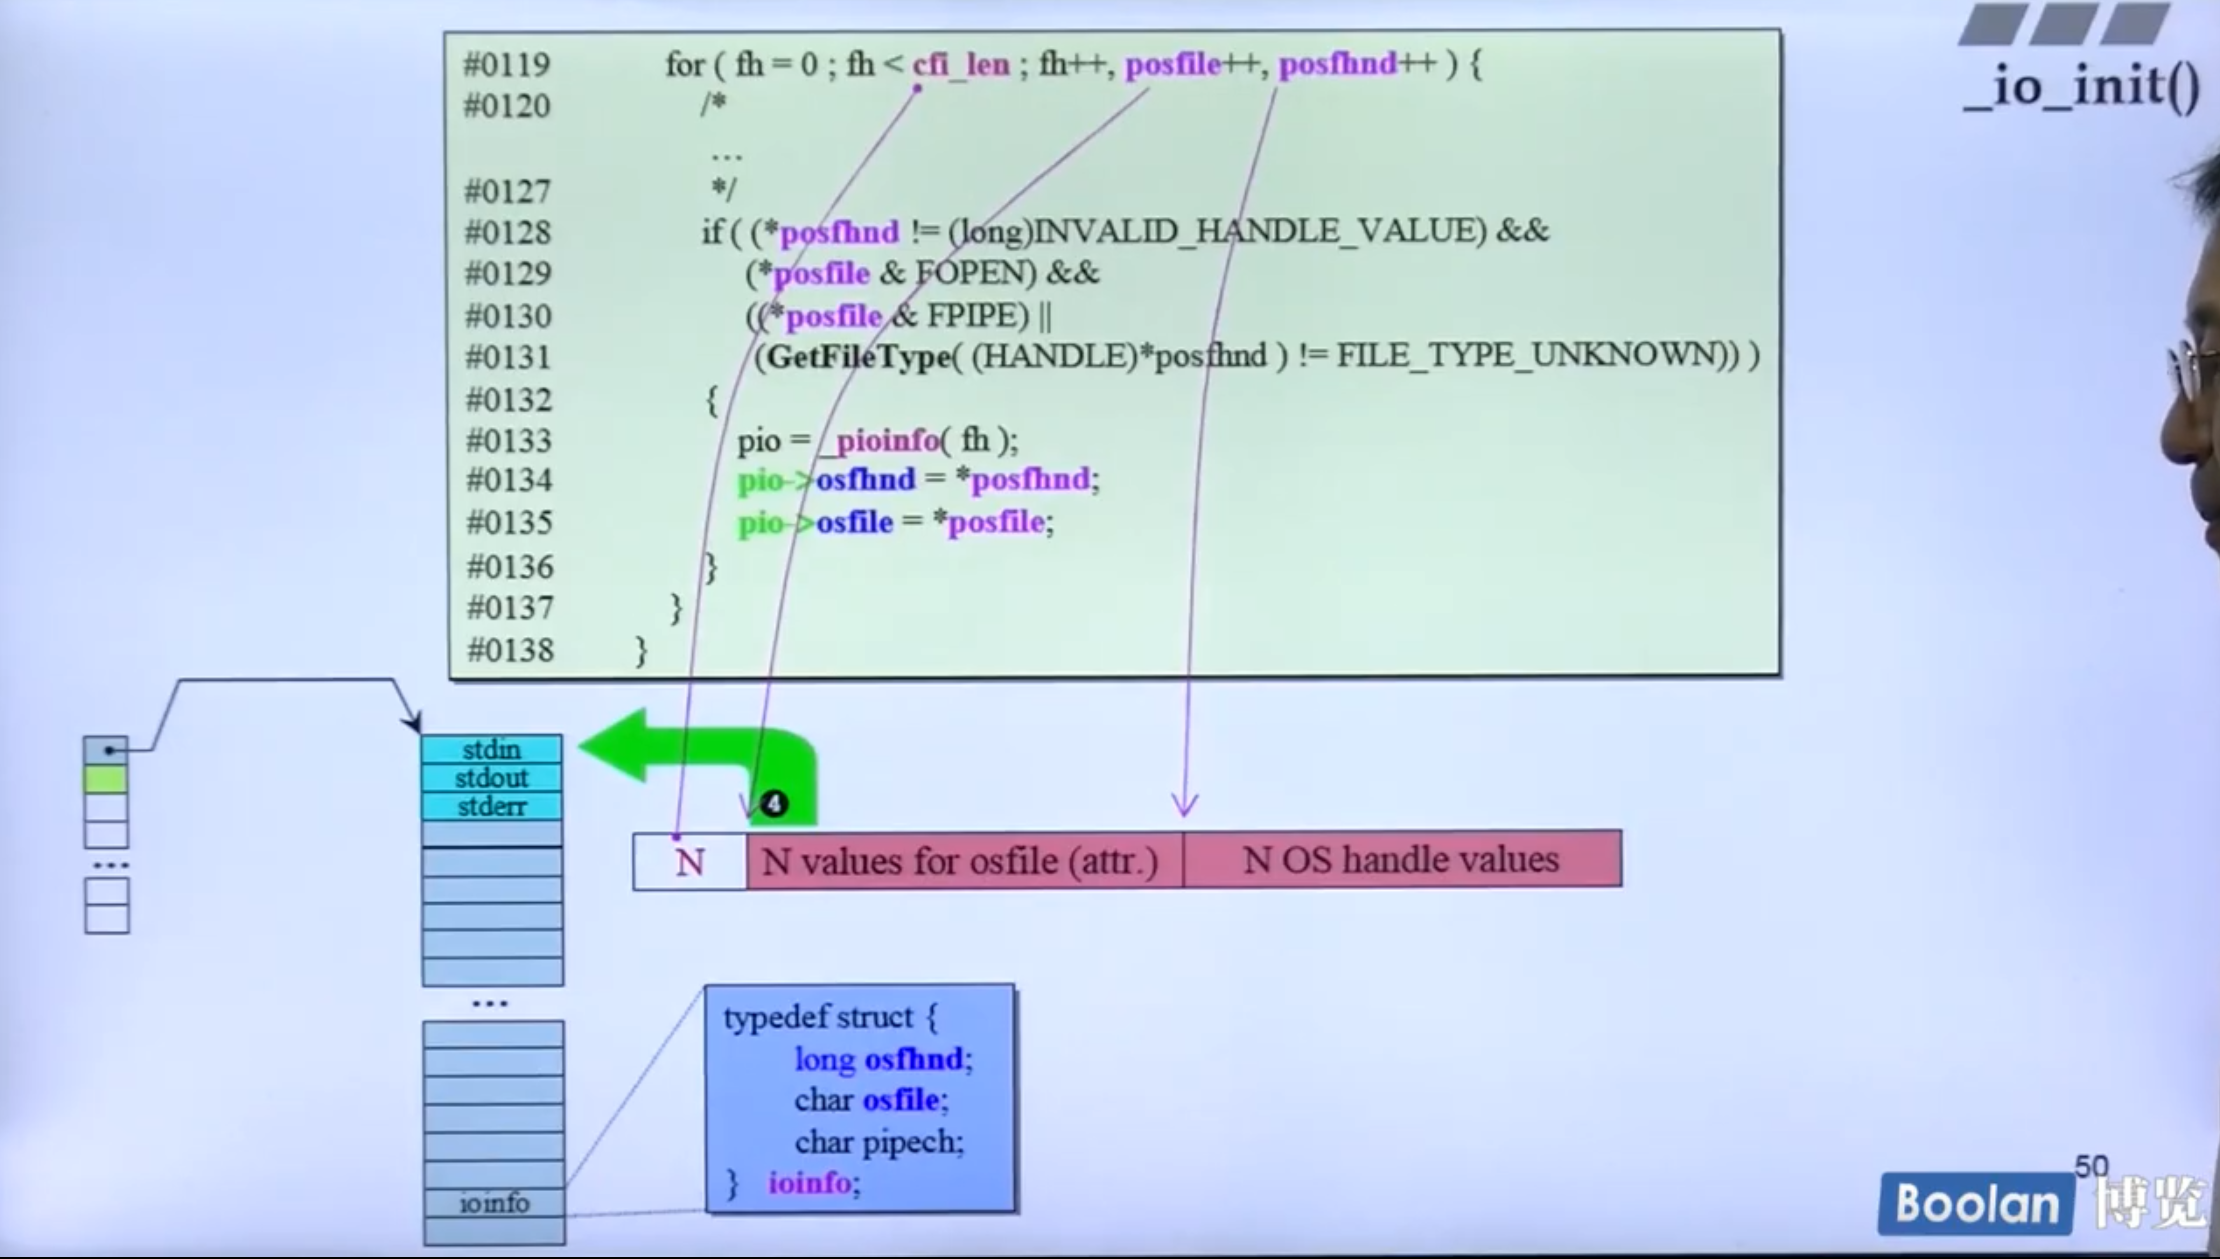 _io_init()
#0119 for ( fh = 0 ; fh < cfi_len ; fh++, posfile++, posfhnd++ ) {
#0120 /*
...
#0127 */
#0128 if ( (*posfhnd != (long)INVALID_HANDLE_VALUE) &&
#0129 (*posfile & FOPEN) &&
#0130 ((*posfile & FPIPE) ||
#0131 (GetFileType( (HANDLE)*posfhnd ) != FILE_TYPE_UNKNOWN)) )
#0132 {
#0133 pio = _pioinfo( fh );
#0134 pio->osfhnd = *posfhnd;
#0135 pio->osfile = *posfile;
#0136 }
#0137 }
#0138 }
stdin
stdout
stderr
...
...
ioinfo
4
N
N values for osfile (attr.)
N OS handle values
typedef struct {
long osfhnd;
char osfile;
char pipech;
} ioinfo;
50
Boolan 博览